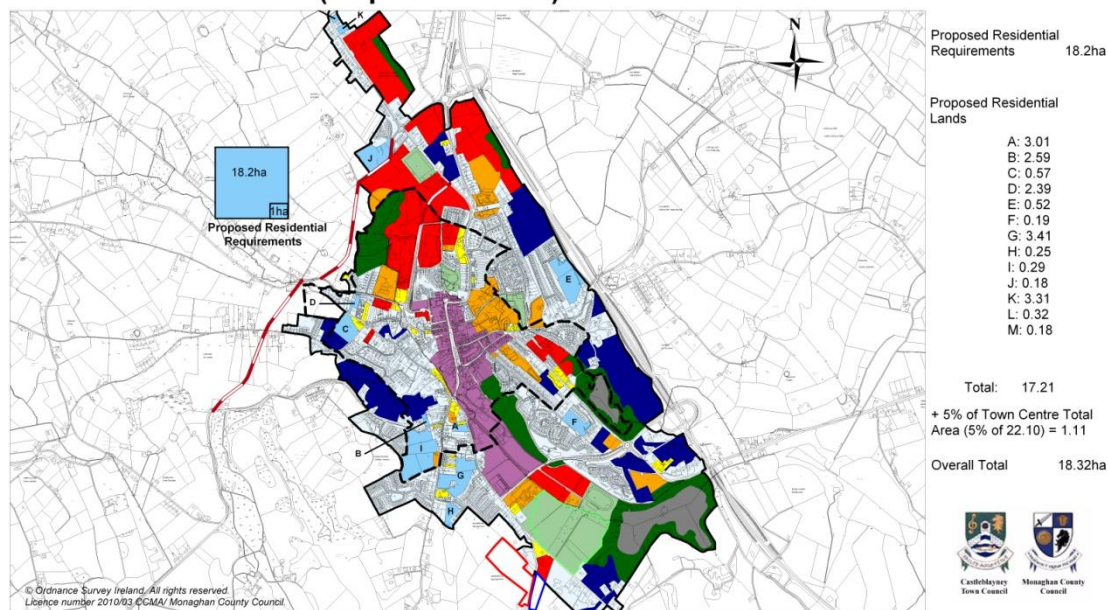 K
N
J
18.2ha
1ha
Proposed Residential
Requirements
E
D
C
F
A
B
I
G
H
© Ordnance Survey Ireland. All rights reserved.
Licence number 2010/03 CCMA/ Monaghan County Council
Proposed Residential
Requirements 18.2ha
Proposed Residential
Lands
A: 3.01
B: 2.59
C: 0.57
D: 2.39
E: 0.52
F: 0.19
G: 3.41
H: 0.25
I: 0.29
J: 0.18
K: 3.31
L: 0.32
M: 0.18
Total: 17.21
+ 5% of Town Centre Total
Area (5% of 22.10) = 1.11
Overall Total 18.32ha
Castleblayney
Town Council
Monaghan County
Council